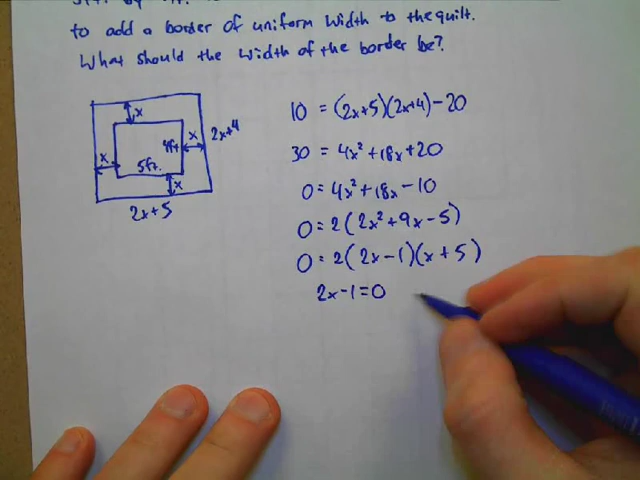 to add a border of uniform width to the quilt.
What should the width of the border be?
x
x
2x+4
4ft
x
5ft.
x
2x+5
10 = (2x+5)(2x+4)-20
30 = 4x²+18x+20
0 = 4x²+18x-10
0 = 2(2x²+9x-5)
0 = 2(2x-1)(x+5)
2x-1=0